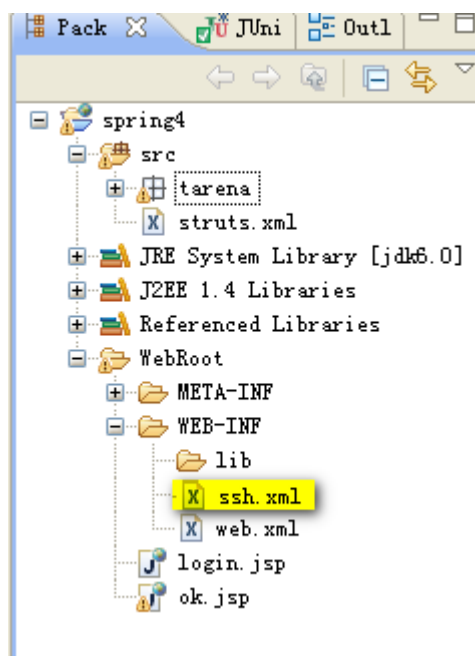 Pack JUni Outl
spring4
src
tarena
struts.xml
JRE System Library [jdk6.0]
J2EE 1.4 Libraries
Referenced Libraries
WebRoot
META-INF
WEB-INF
lib
ssh.xml
web.xml
login.jsp
ok.jsp